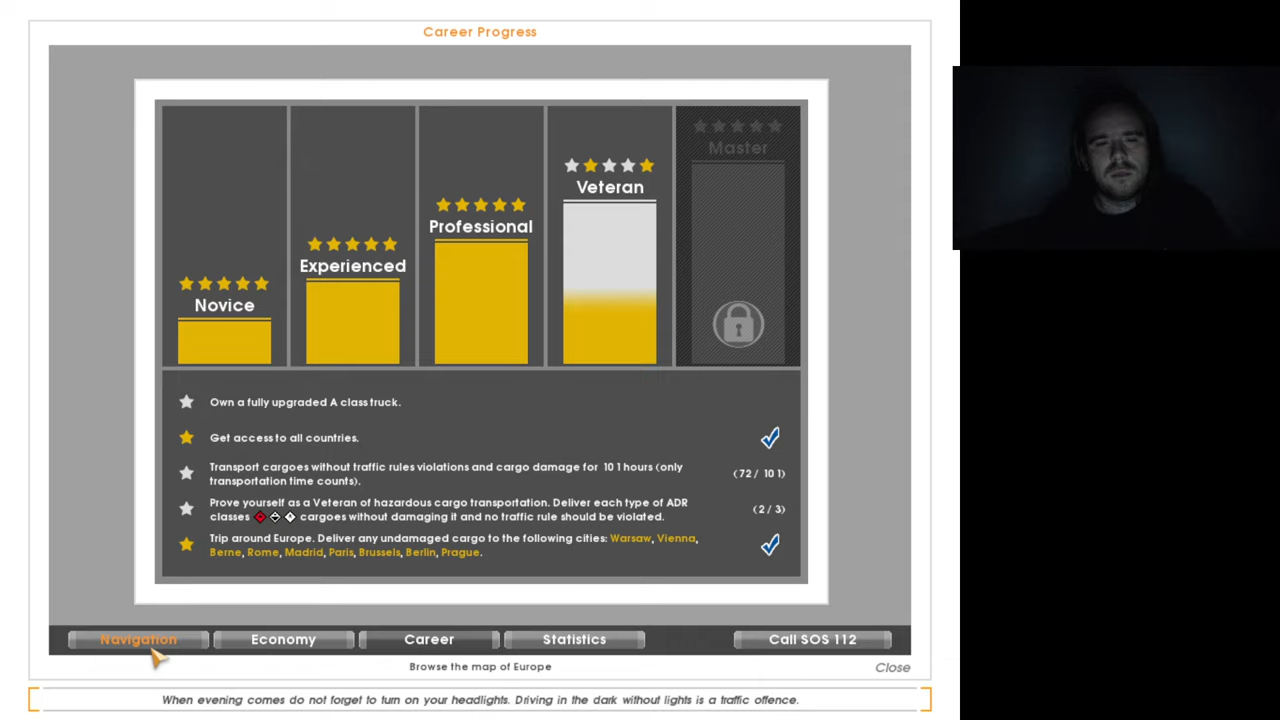 Career Progress
Master
Veteran
Professional
Experienced
Novice
Own a fully upgraded A class truck.
Get access to all countries.
Transport cargoes without traffic rules violations and cargo damage for 101 hours (only
transportation time counts).
(72 / 101)
Prove yourself as a Veteran of hazardous cargo transportation. Deliver each type of ADR
classes cargoes without damaging it and no traffic rule should be violated.
(2 / 3)
Trip around Europe. Deliver any undamaged cargo to the following cities: Warsaw, Vienna,
Berne, Rome, Madrid, Paris, Brussels, Berlin, Prague.
Navigation Economy Career Statistics Call SOS 112
Browse the map of Europe
Close
When evening comes do not forget to turn on your headlights. Driving in the dark without lights is a traffic offence.